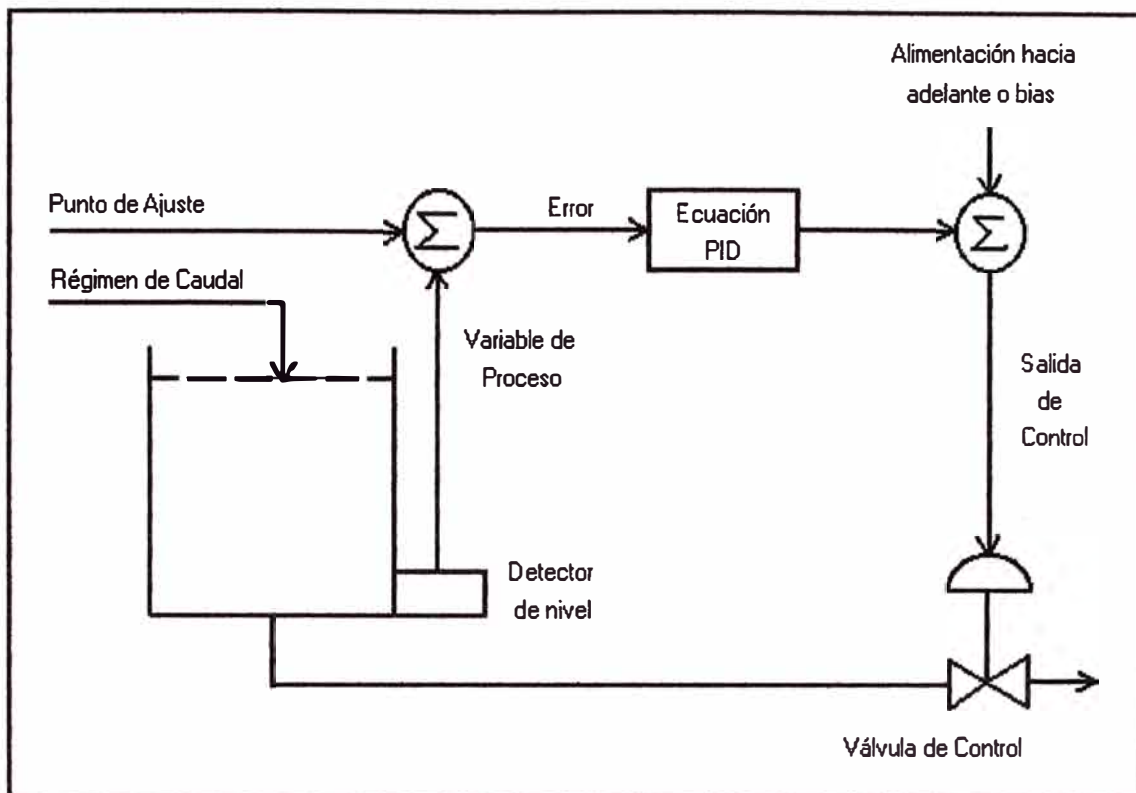 Alimentación hacia
adelante o bias
Punto de Ajuste
Σ
Error
Ecuación
PID
Σ
Régimen de Caudal
Variable de
Proceso
Salida
de
Control
Detector
de nivel
Válvula de Control